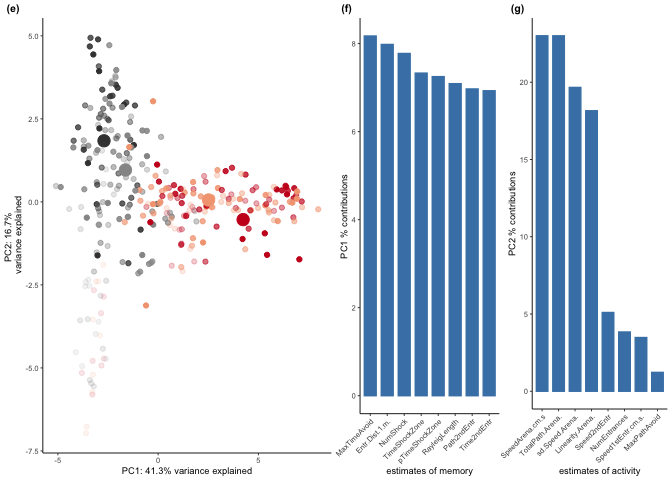 (e)
5.0
2.5
0.0
-2.5
-5.0
-7.5
PC2: 16.7%
variance explained
-5
0
5
PC1: 41.3% variance explained
(f)
8
6
4
2
0
PC1 % contributions
MaxTimeAvoid
Entr.Dist.1.m.
NumShock
TimeShockZone
pTimeShockZone
RayleigLength
Path2ndEntr
Time2ndEntr
estimates of memory
(g)
20
15
10
5
0
PC2 % contributions
SpeedArena.cm.s
TotalPath.Arena.
sd.Speed.Arena.
Linearity.Arena.
Speed2ndEntr
NumEntrances
Speed1stEntr.cm.s.
MaxPathAvoid
estimates of activity